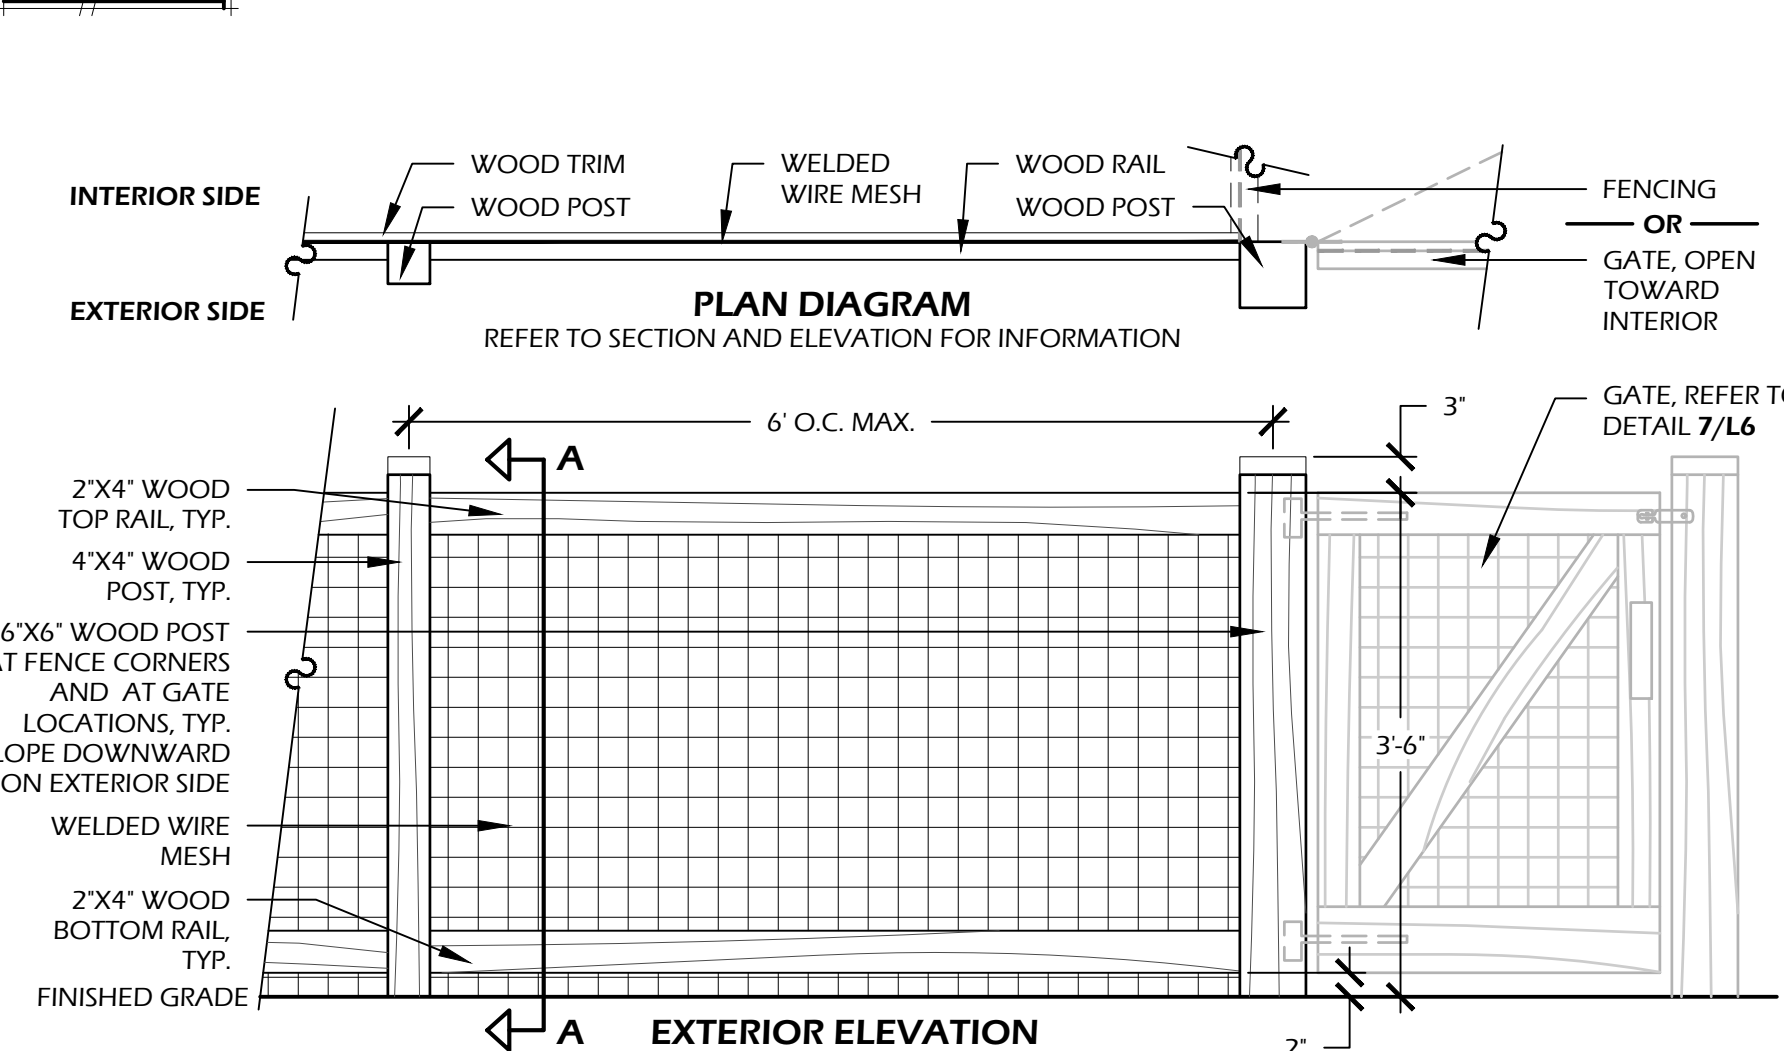 INTERIOR SIDE
EXTERIOR SIDE
WOOD TRIM
WOOD POST
WELDED
WIRE MESH
WOOD RAIL
WOOD POST
FENCING
OR
GATE, OPEN
TOWARD
INTERIOR
PLAN DIAGRAM
REFER TO SECTION AND ELEVATION FOR INFORMATION
GATE, REFER TO
DETAIL 7/L6
6' O.C. MAX.
3"
A
2"X4" WOOD
TOP RAIL, TYP.
4"X4" WOOD
POST, TYP.
6"X6" WOOD POST
AT FENCE CORNERS
AND AT GATE
LOCATIONS, TYP.
LOPE DOWNWARD
ON EXTERIOR SIDE
WELDED WIRE
MESH
2"X4" WOOD
BOTTOM RAIL,
TYP.
FINISHED GRADE
3'-6"
A
EXTERIOR ELEVATION
2"